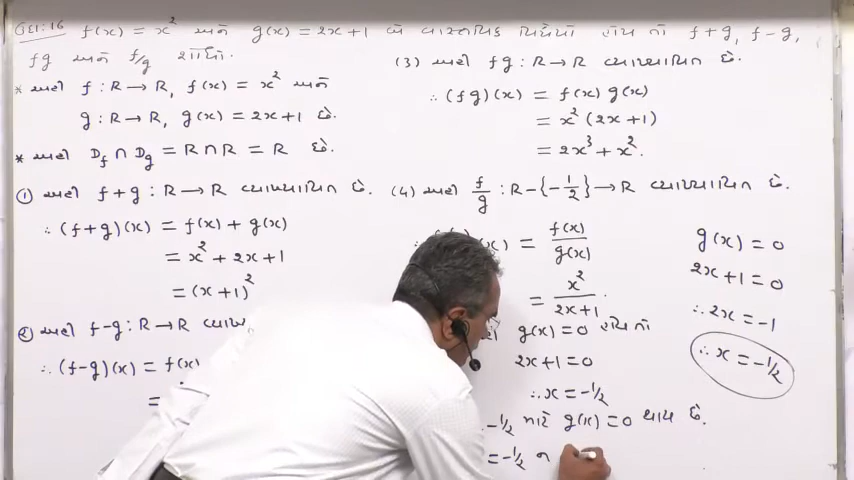 ઉદા:16 f(x) = x² અને g(x) = 2x+1 એ વાસ્તવિક વિધેયો હોય તો f+g, f−g,
fg અને f/g શોધો.
* અહીં f : R → R, f(x) = x² અને
g : R → R, g(x) = 2x+1 છે.
* અહીં D_f ∩ D_g = R ∩ R = R છે.
① અહીં f+g : R → R વ્યાખ્યાયિત છે.
∴ (f+g)(x) = f(x) + g(x)
= x² + 2x + 1
= (x+1)²
② અહીં f−g : R → R
∴ (f−g)(x) = f(x)
=
(3) અહીં fg : R → R વ્યાખ્યાયિત છે.
∴ (fg)(x) = f(x) g(x)
= x² (2x+1)
= 2x³ + x².
(4) અહીં f/g : R − {−1/2} → R વ્યાખ્યાયિત છે.
= f(x)/g(x)
= x²/(2x+1).
g(x) = 0 હોય તો
2x+1 = 0
∴ x = −1/2
−1/2 માટે g(x) = 0 થાય છે.
= −1/2 ન
g(x) = 0
2x+1 = 0
∴ 2x = −1
∴ x = −1/2